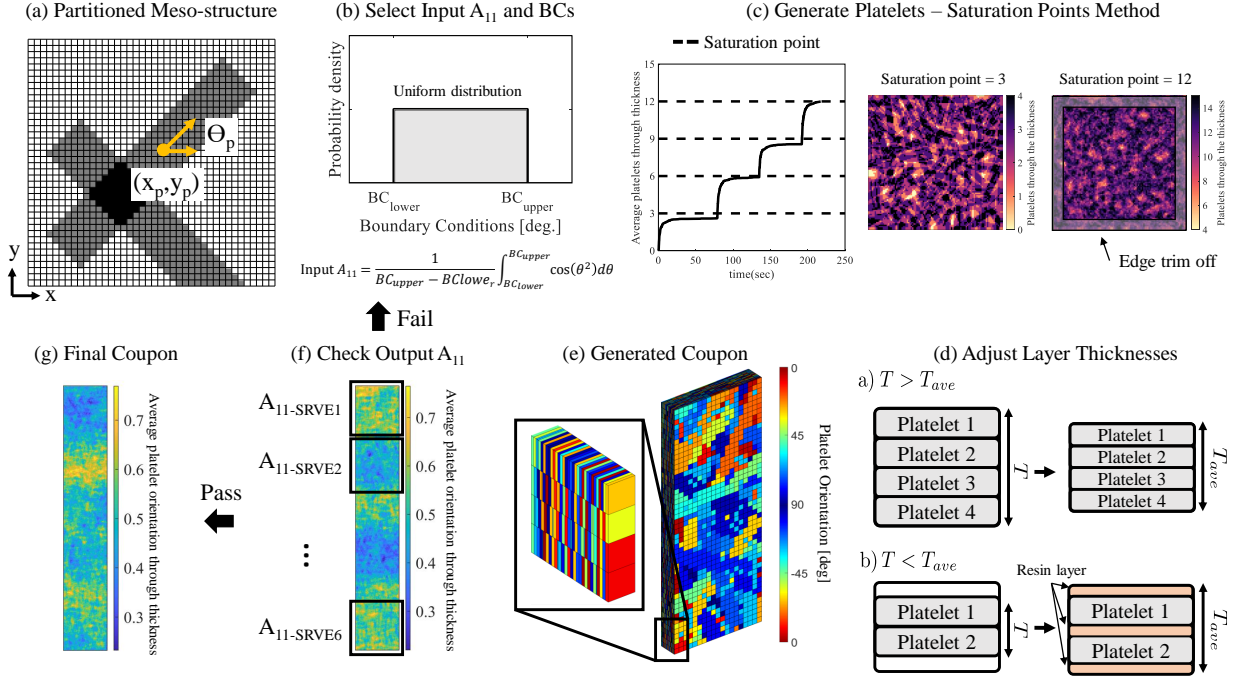 (a) Partitioned Meso-structure
Θp
(xp,yp)
y
x
(b) Select Input A11 and BCs
Probability density
Uniform distribution
BClower
BCupper
Boundary Conditions [deg.]
Input A11 = 1 / (BCupper − BClower) ∫BClower^BCupper cos(θ²)dθ
Fail
(c) Generate Platelets – Saturation Points Method
Saturation point
Average platelets through thickness
15
12
9
6
3
0
0
50
100
150
200
250
time(sec)
Saturation point = 3
4
3
2
1
0
Platelets through the thickness
Saturation point = 12
14
12
10
8
6
4
Platelets through the thickness
Edge trim off
(g) Final Coupon
0.7
0.6
0.5
0.4
0.3
Average platelet orientation through thickness
Pass
(f) Check Output A11
A11-SRVE1
A11-SRVE2
⋮
A11-SRVE6
0.7
0.6
0.5
0.4
0.3
Average platelet orientation through thickness
(e) Generated Coupon
0
45
90
-45
0
Platelet Orientation [deg]
(d) Adjust Layer Thicknesses
a) T > Tave
Platelet 1
Platelet 2
Platelet 3
Platelet 4
T
Platelet 1
Platelet 2
Platelet 3
Platelet 4
Tave
b) T < Tave
Resin layer
Platelet 1
Platelet 2
T
Platelet 1
Platelet 2
Tave